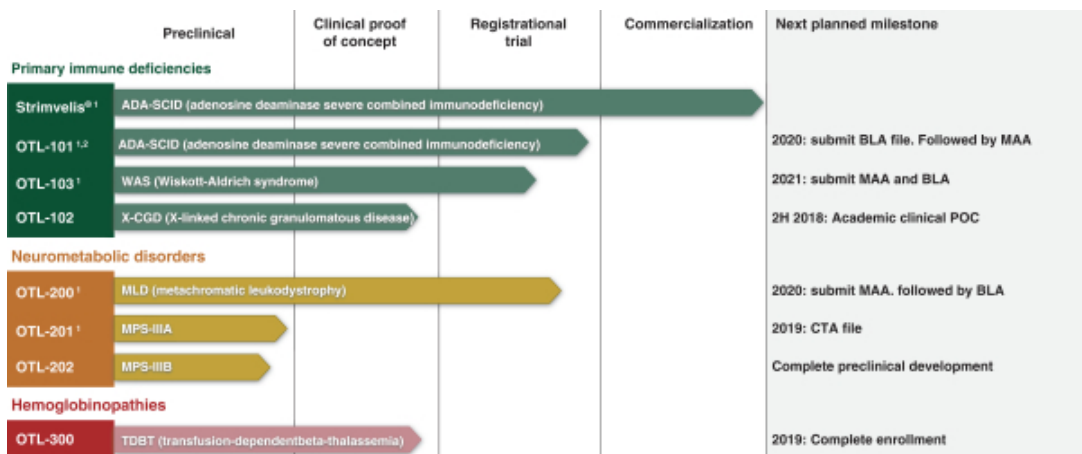 Preclinical
Clinical proof
of concept
Registrational
trial
Commercialization
Next planned milestone
Primary immune deficiencies
Strimvelis® 1 ADA-SCID (adenosine deaminase severe combined immunodeficiency)
OTL-101 1,2 ADA-SCID (adenosine deaminase severe combined immunodeficiency) 2020: submit BLA file. Followed by MAA
OTL-103 1 WAS (Wiskott-Aldrich syndrome) 2021: submit MAA and BLA
OTL-102 X-CGD (X-linked chronic granulomatous disease) 2H 2018: Academic clinical POC
Neurometabolic disorders
OTL-200 1 MLD (metachromatic leukodystrophy) 2020: submit MAA. followed by BLA
OTL-201 1 MPS-IIIA 2019: CTA file
OTL-202 MPS-IIIB Complete preclinical development
Hemoglobinopathies
OTL-300 TDBT (transfusion-dependentbeta-thalassemia) 2019: Complete enrollment